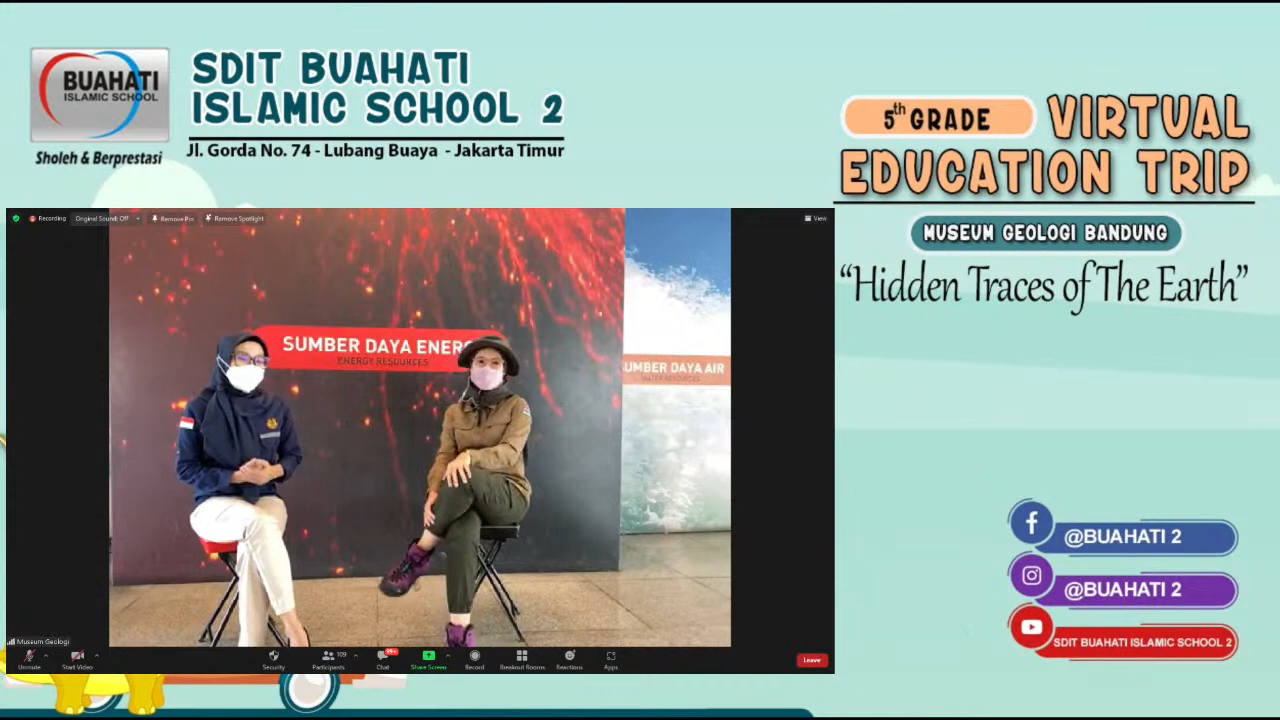 BUAHATI
ISLAMIC SCHOOL
Sholeh & Berprestasi
SDIT BUAHATI
ISLAMIC SCHOOL 2
Jl. Gorda No. 74 - Lubang Buaya - Jakarta Timur
5th GRADE VIRTUAL
EDUCATION TRIP
MUSEUM GEOLOGI BANDUNG
“Hidden Traces of The Earth”
Recording Original Sound: Off Remove Pin Remove Spotlight View
SUMBER DAYA ENERG
ENERGY RESOURCES
SUMBER DAYA AIR
WATER RESOURCES
Museum Geologi
Unmute Start Video Security Participants 109 Chat 99+ Share Screen Record Breakout Rooms Reactions Apps Leave
@BUAHATI 2
@BUAHATI 2
SDIT BUAHATI ISLAMIC SCHOOL 2